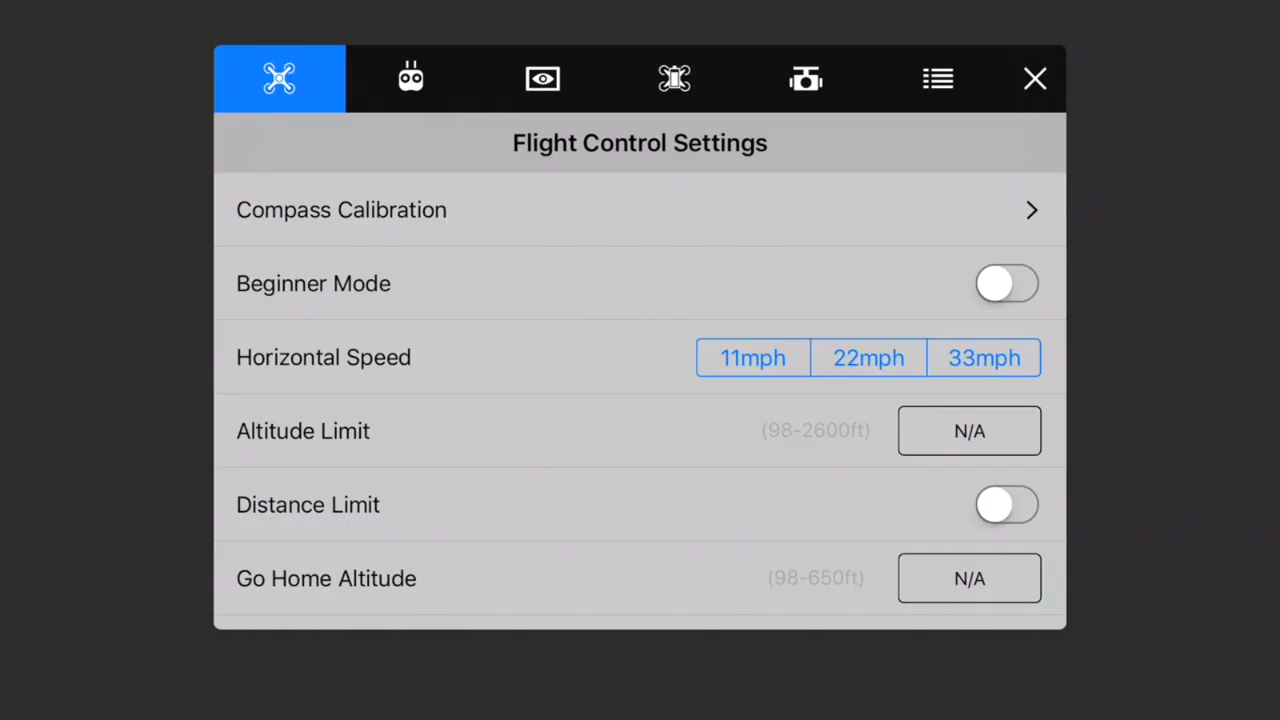 Flight Control Settings
Compass Calibration
Beginner Mode
Horizontal Speed 11mph 22mph 33mph
Altitude Limit (98-2600ft) N/A
Distance Limit
Go Home Altitude (98-650ft) N/A